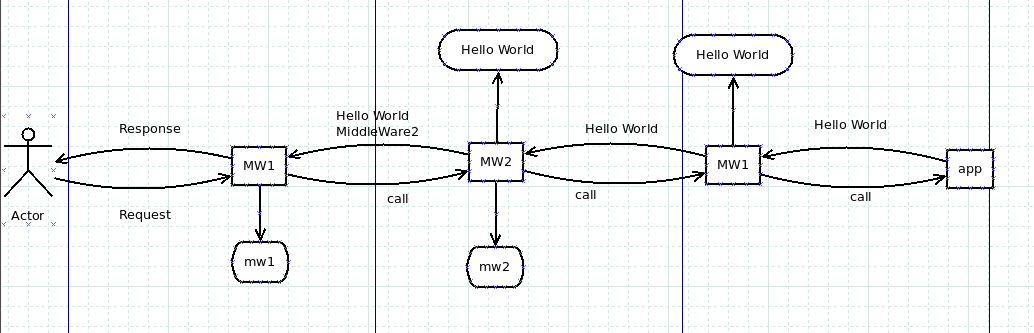 Hello World
Hello World
Response
Hello World
MiddleWare2
Hello World
Hello World
MW1
MW2
MW1
app
call
call
call
Actor
Request
mw1
mw2